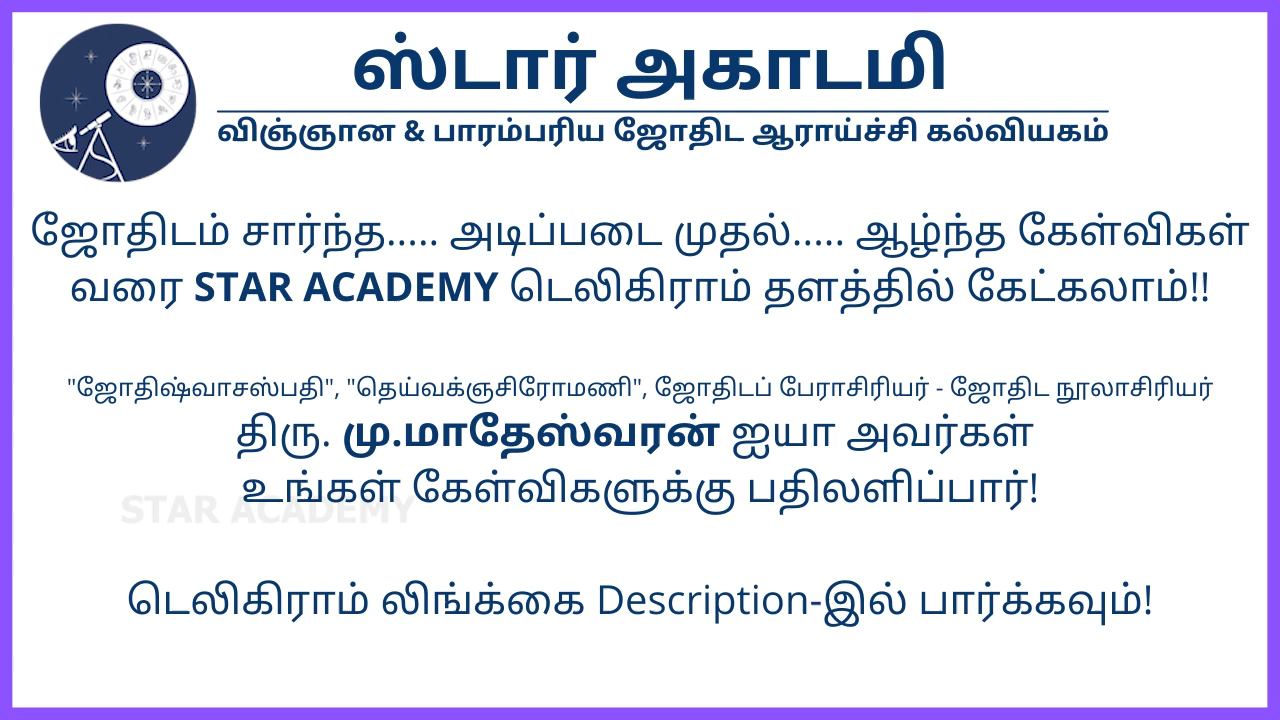 ஸ்டார் அகாடமி
விஞ்ஞான & பாரம்பரிய ஜோதிட ஆராய்ச்சி கல்வியகம்
ஜோதிடம் சார்ந்த..... அடிப்படை முதல்..... ஆழ்ந்த கேள்விகள்
வரை STAR ACADEMY டெலிகிராம் தளத்தில் கேட்கலாம்!!
"ஜோதிஷ்வாசஸ்பதி", "தெய்வக்ஞசிரோமணி", ஜோதிடப் பேராசிரியர் - ஜோதிட நூலாசிரியர்
திரு. மு.மாதேஸ்வரன் ஐயா அவர்கள்
உங்கள் கேள்விகளுக்கு பதிலளிப்பார்!
STAR ACADEMY
டெலிகிராம் லிங்க்கை Description-இல் பார்க்கவும்!